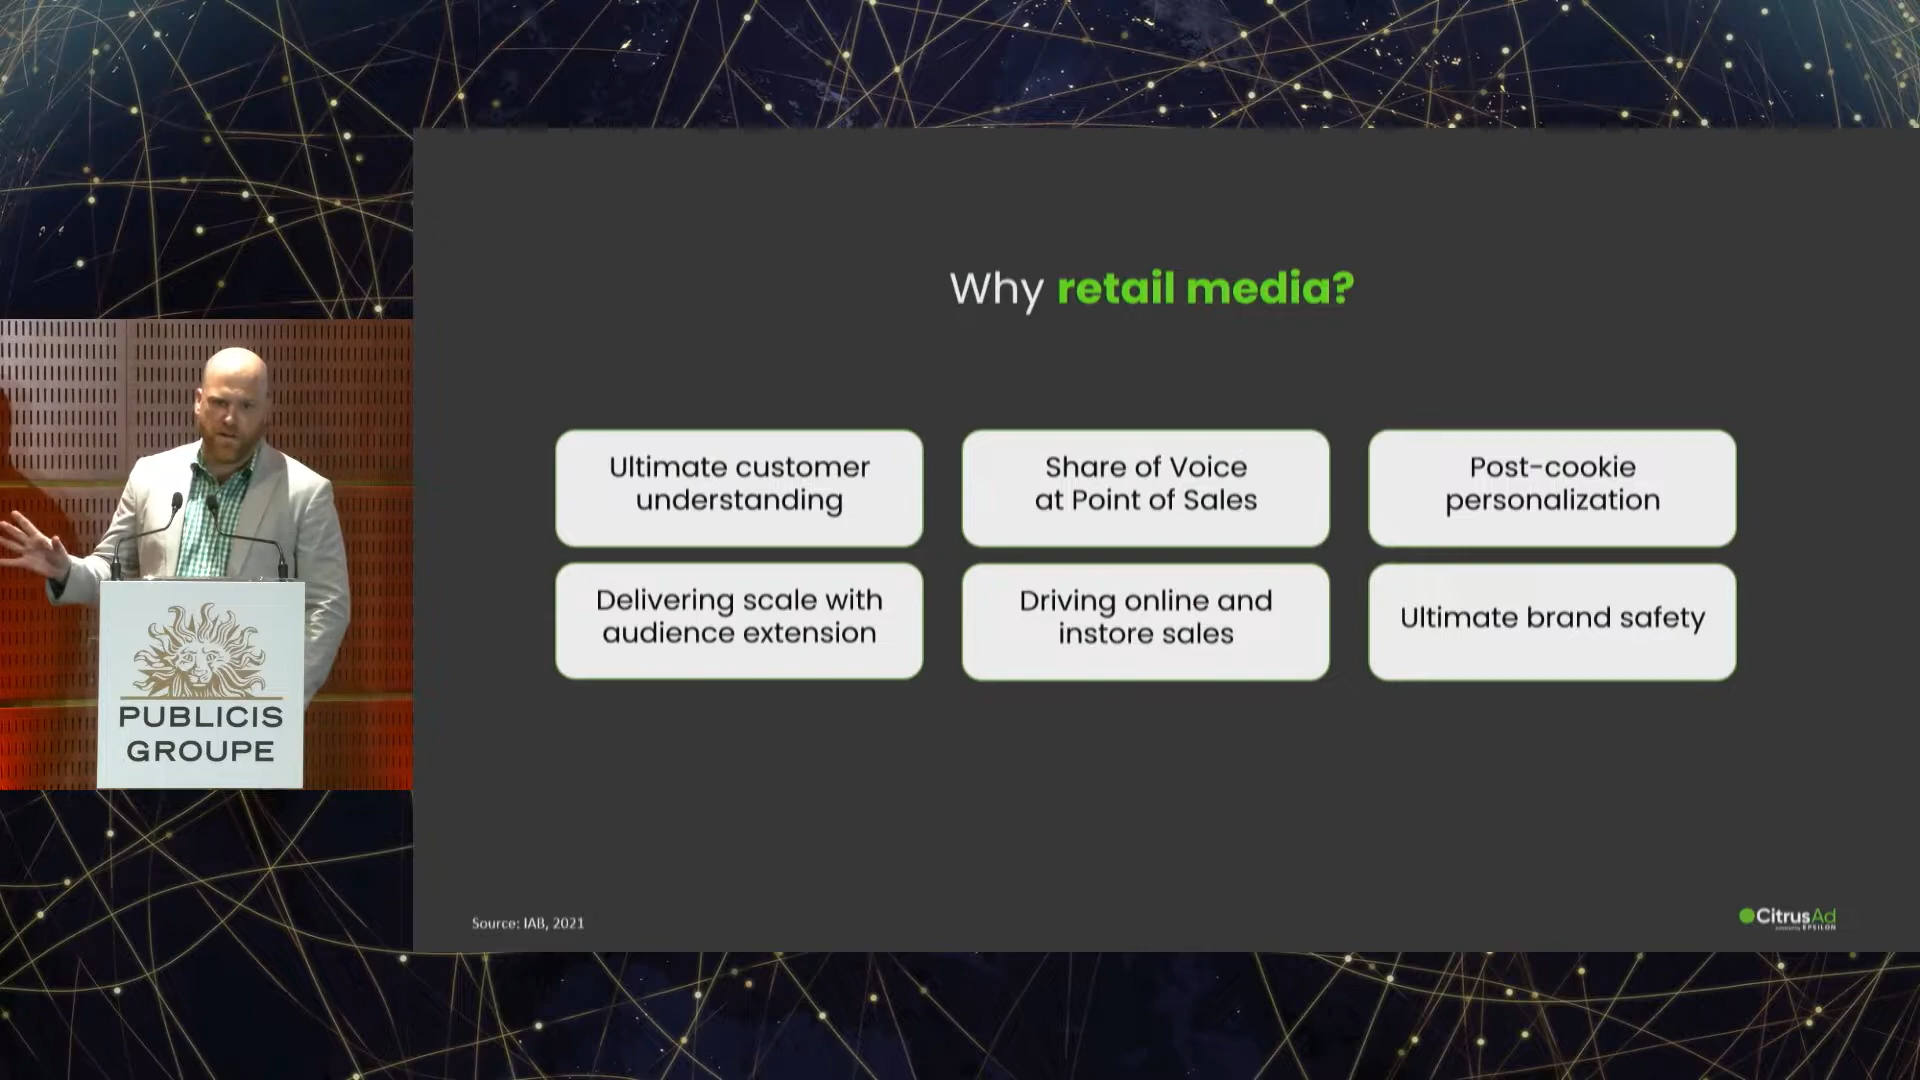 Why retail media?
Ultimate customer
understanding
Share of Voice
at Point of Sales
Post-cookie
personalization
Delivering scale with
audience extension
Driving online and
instore sales
Ultimate brand safety
PUBLICIS
GROUPE
Source: IAB, 2021
CitrusAd
EPSILON